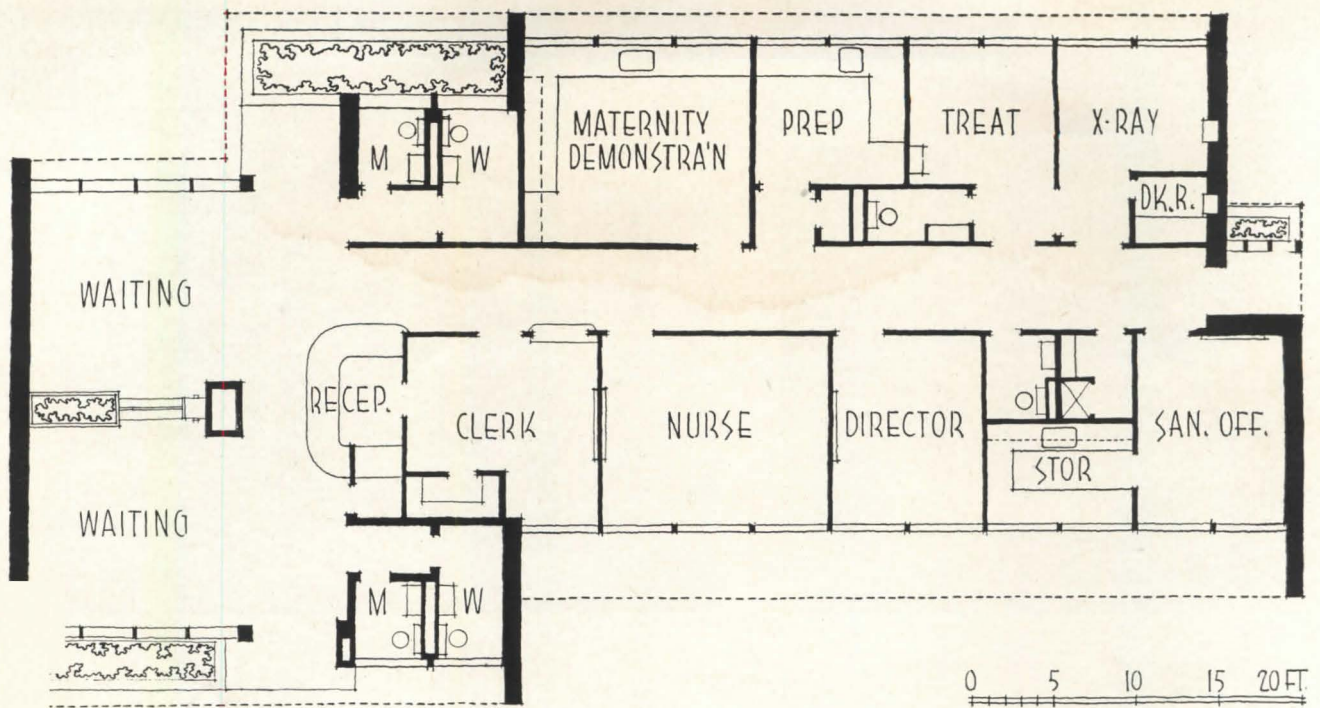 MATERNITY
DEMONSTRA'N
PREP
TREAT
X-RAY
M
W
DK.R.
WAITING
RECEP.
CLERK
NURSE
DIRECTOR
STOR
SAN. OFF.
WAITING
M
W
0 5 10 15 20 FT.